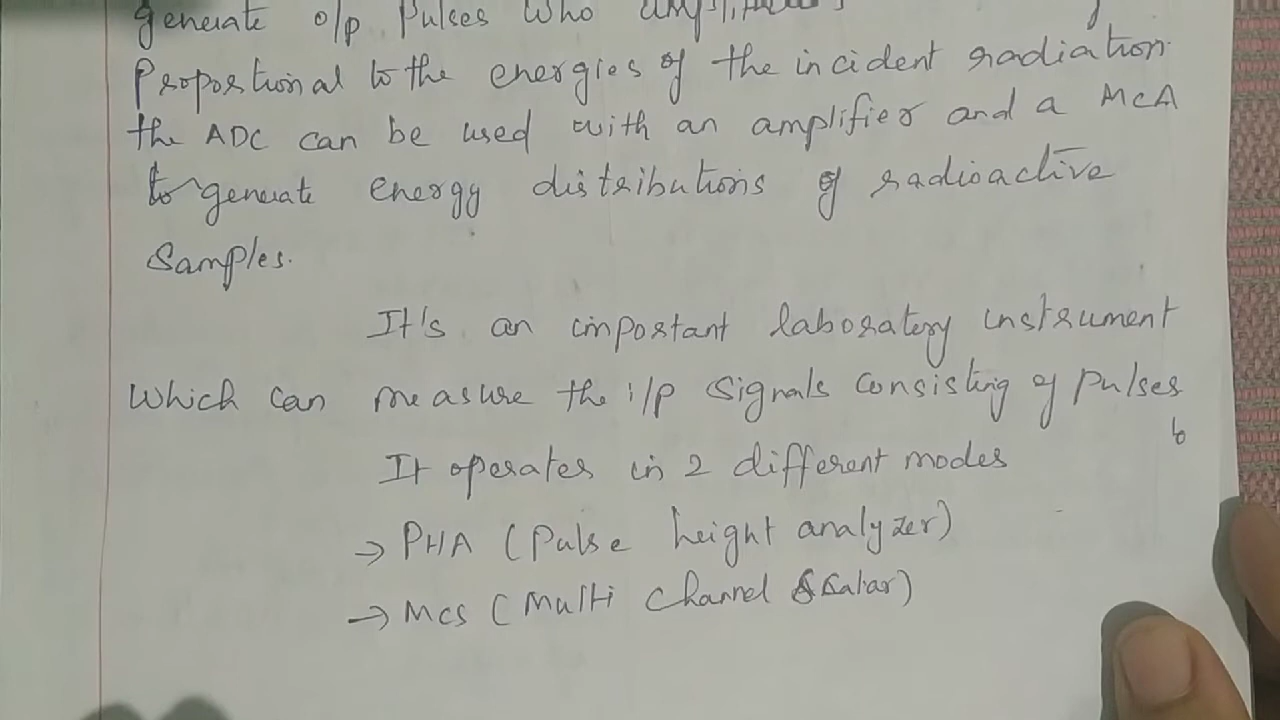 generate o/p Pulses who
Proportional to the energies of the incident radiation.
the ADC can be used with an amplifier and a MCA
to generate energy distributions of radioactive
Samples.
It's an important laboratory instrument
which can measure the i/p signals consisting of pulses
It operates in 2 different modes
→ PHA (Pulse height analyzer)
→ MCS (Multi channel Scalar)